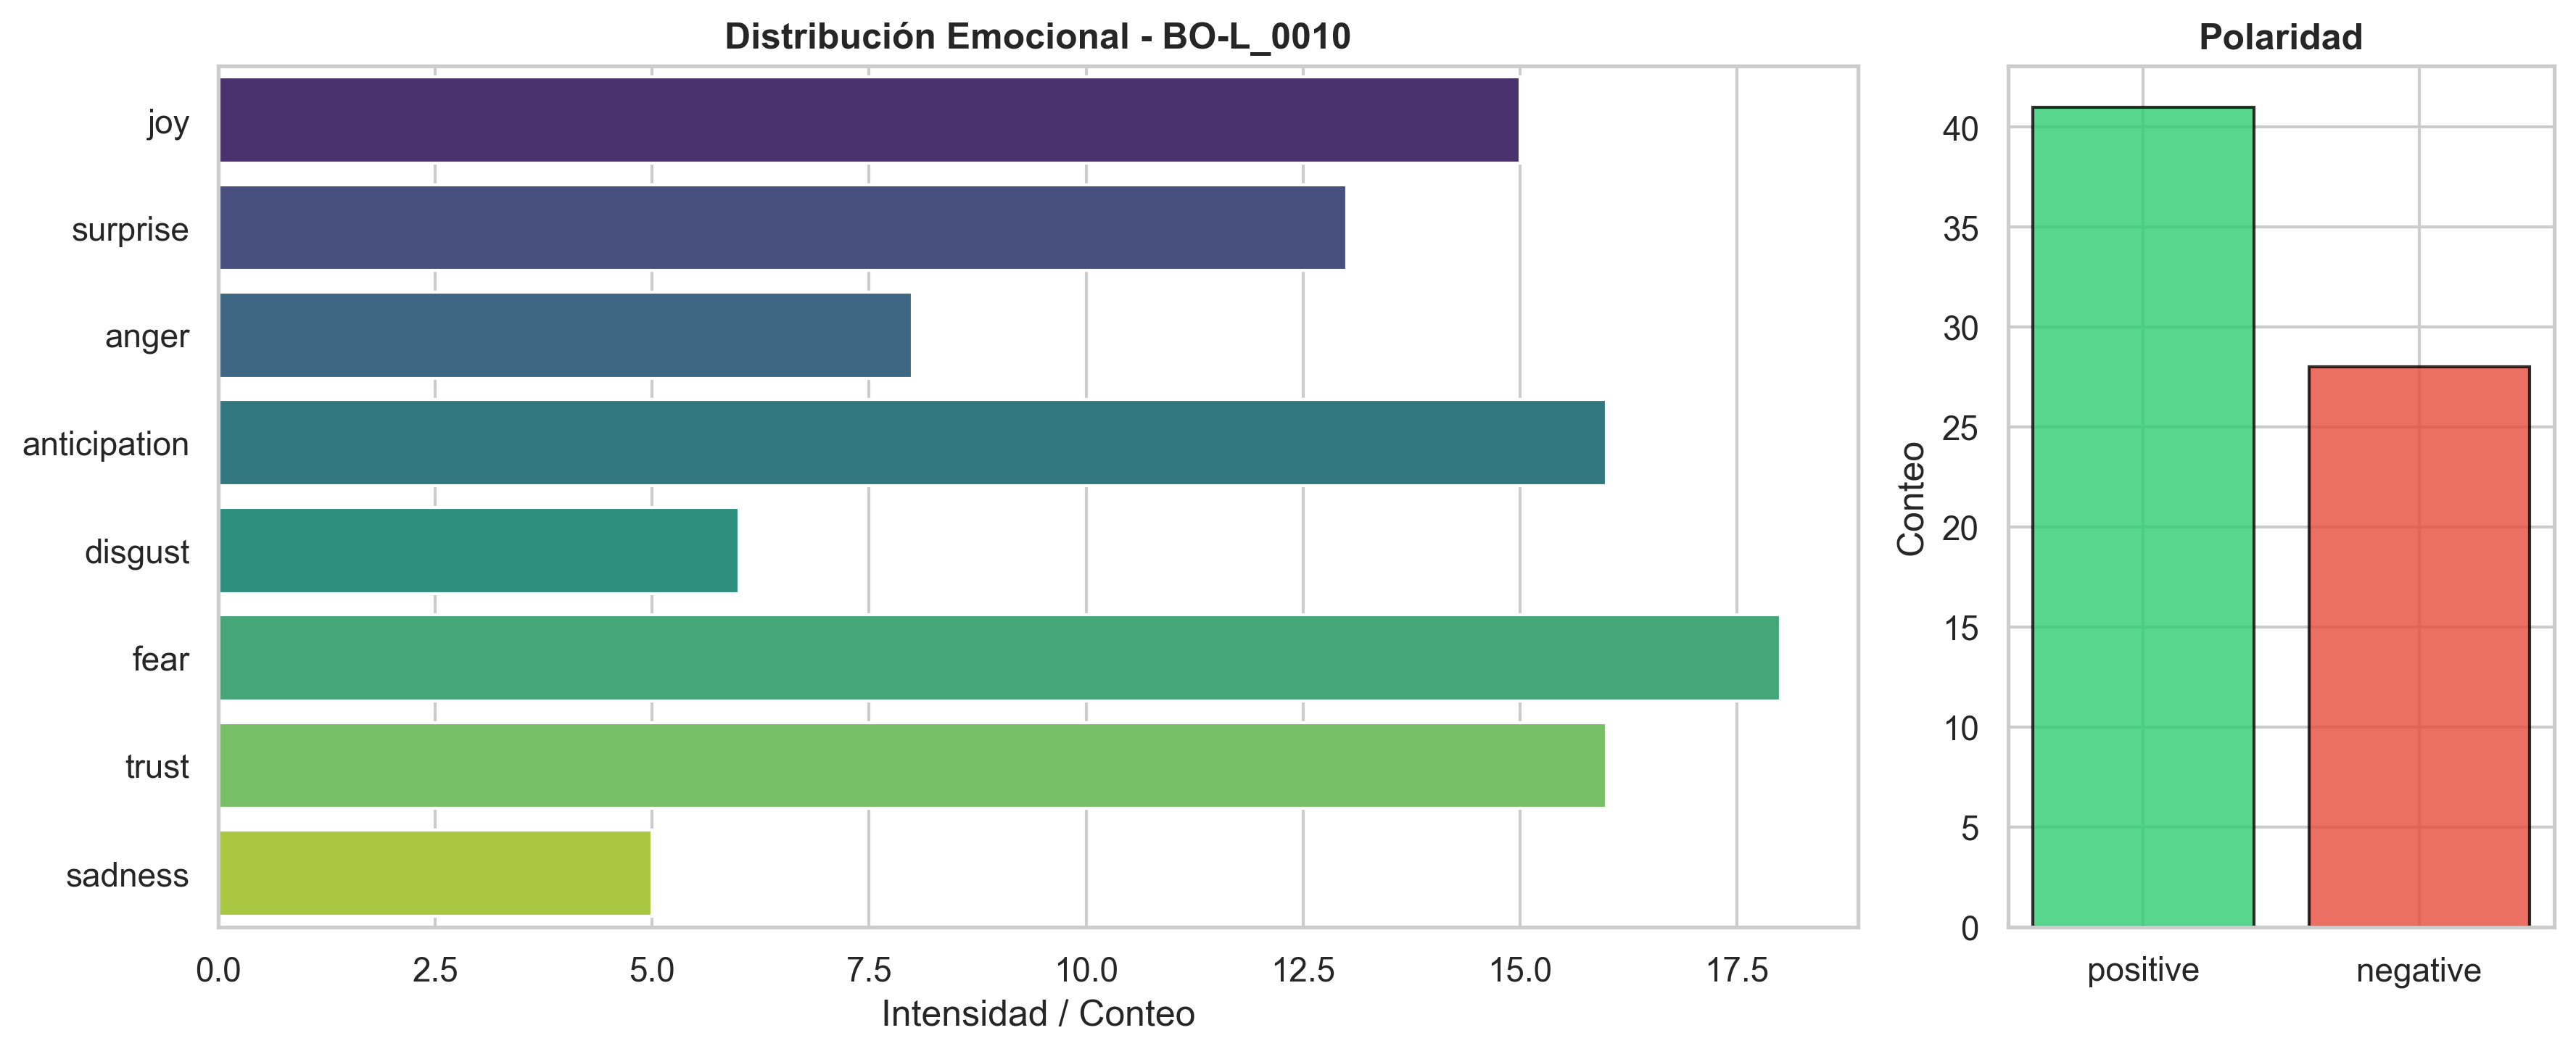 Distribución Emocional - BO-L_0010
joy
surprise
anger
anticipation
disgust
fear
trust
sadness
0.0 2.5 5.0 7.5 10.0 12.5 15.0 17.5
Intensidad / Conteo
Polaridad
Conteo
40
35
30
25
20
15
10
5
0
positive negative